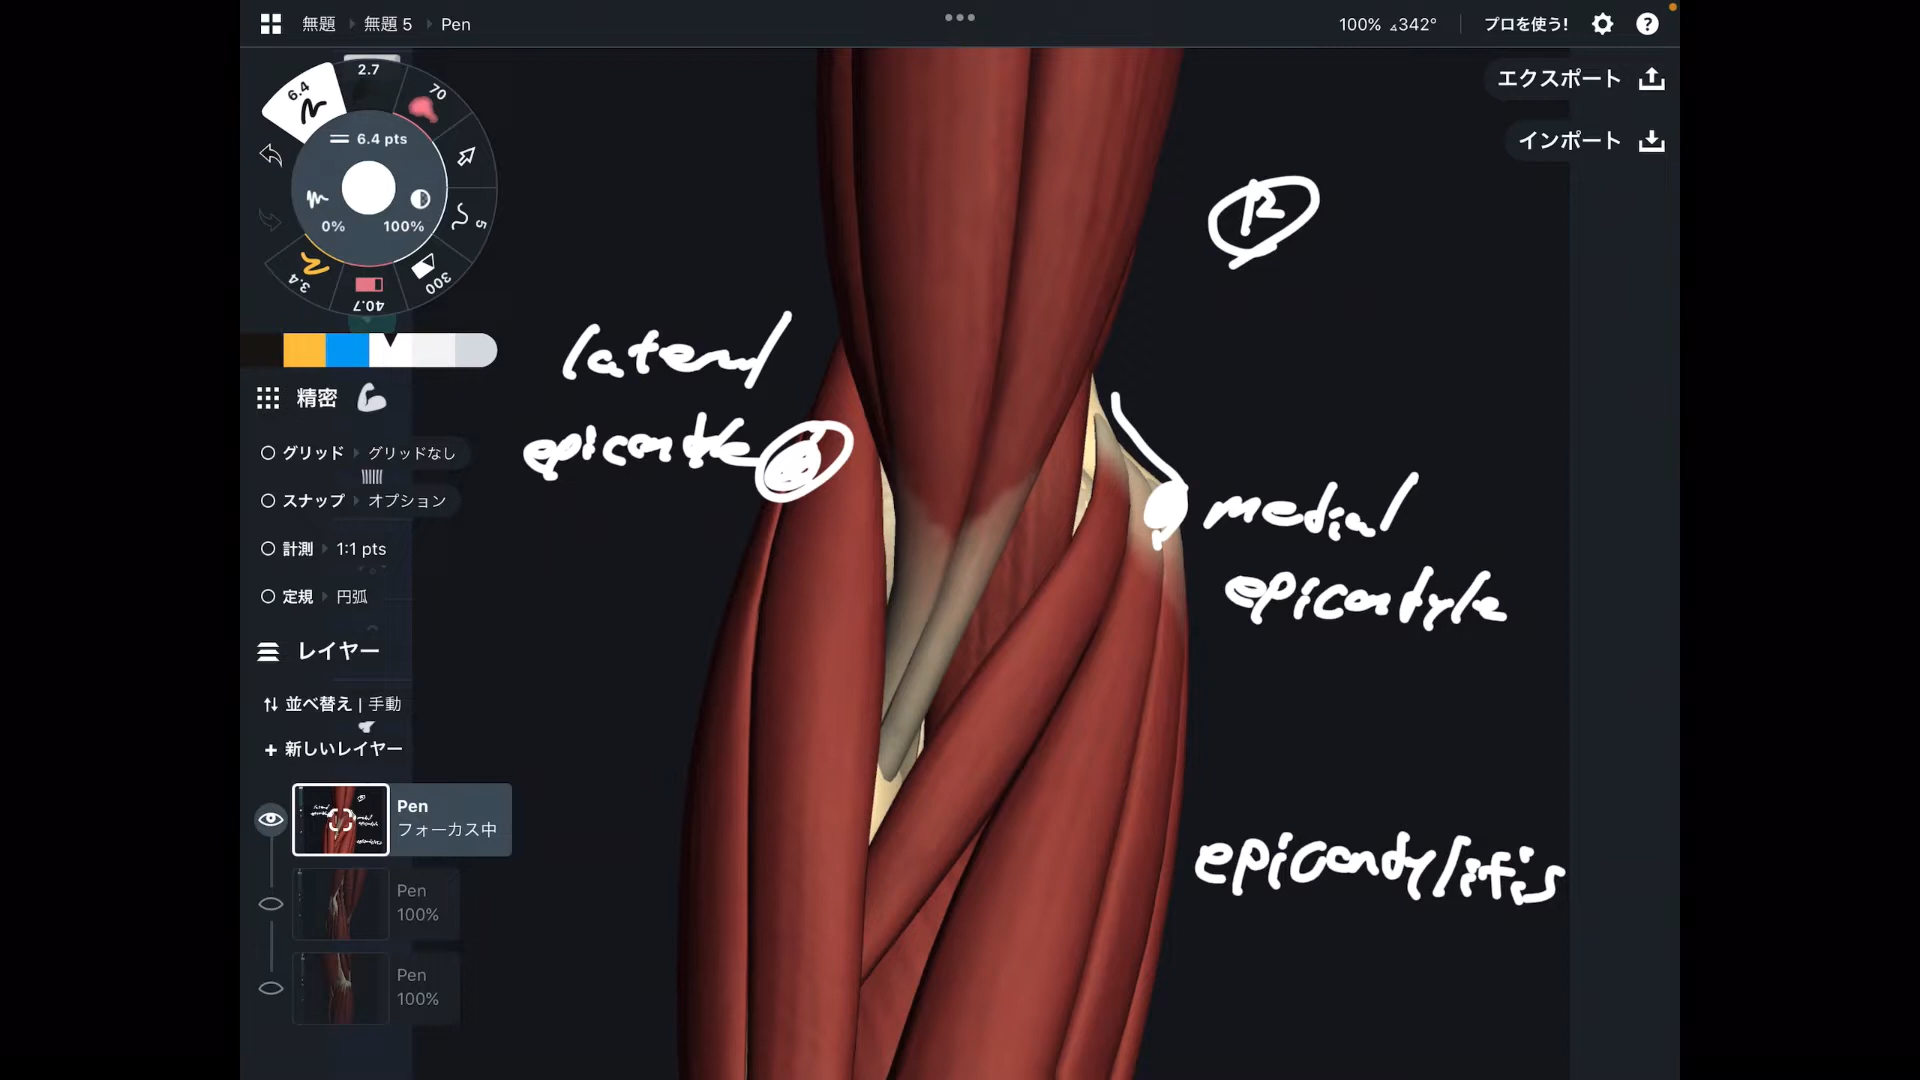 無題 無題 5 Pen
100% 342° プロを使う!
エクスポート
インポート
2.7
6.4
70
6.4 pts
5
0% 100%
3.4
40.7
300
R
lateral
epicondyle
medial
epicondyle
epicondylitis
精密
グリッド グリッドなし
スナップ オプション
計測 1:1 pts
定規 円弧
レイヤー
並べ替え | 手動
+ 新しいレイヤー
Pen
フォーカス中
Pen
100%
Pen
100%